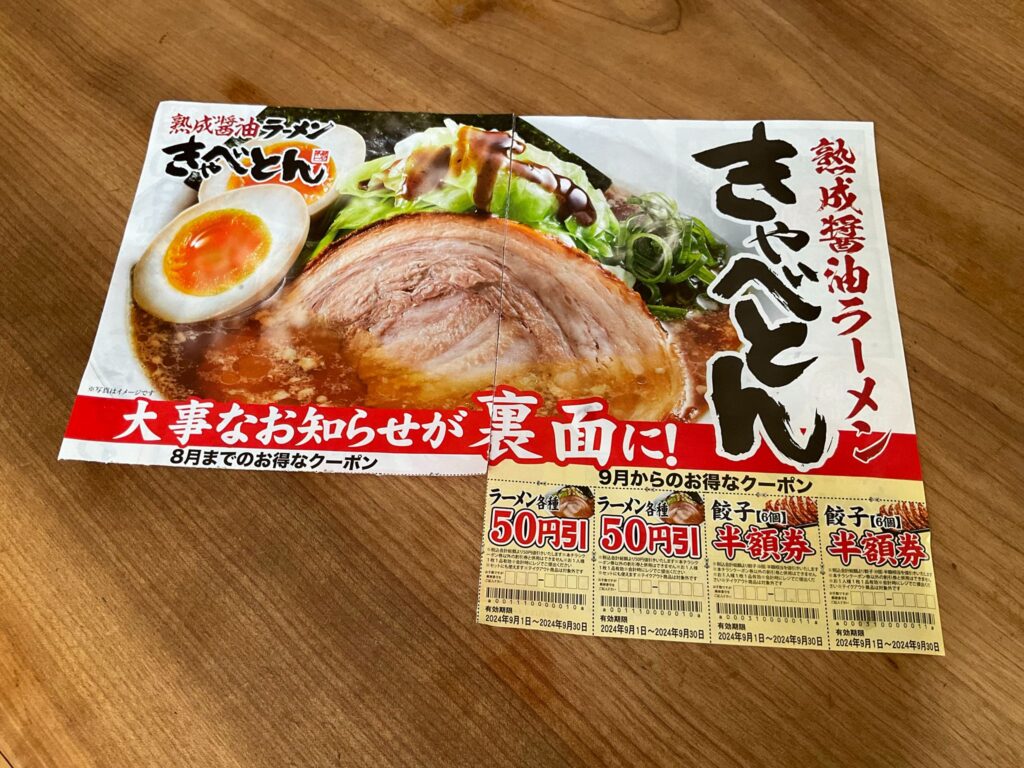 熟成醤油ラーメン
きゃべとん
熟成醤油ラーメン
きゃべとん
※写真はイメージです
大事なお知らせが裏面に!
8月までのお得なクーポン
9月からのお得なクーポン
ラーメン各種
50円引
有効期限
2024年9月1日～2024年9月30日
ラーメン各種
50円引
有効期限
2024年9月1日～2024年9月30日
餃子【6個】
半額券
有効期限
2024年9月1日～2024年9月30日
餃子【6個】
半額券
有効期限
2024年9月1日～2024年9月30日